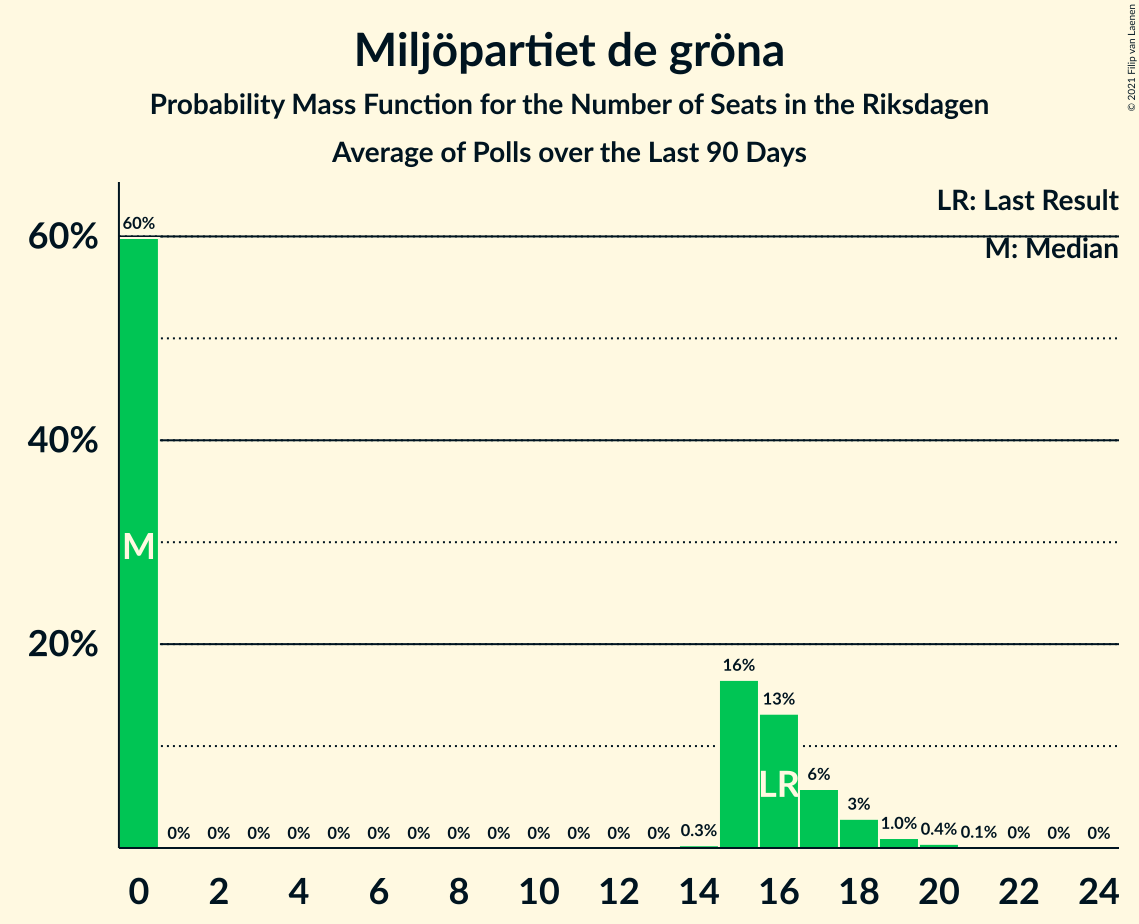 Miljöpartiet de gröna
Probability Mass Function for the Number of Seats in the Riksdagen
Average of Polls over the Last 90 Days
© 2021 Filip van Laenen
LR: Last Result
M: Median
60%
40%
20%
60% 0% 0% 0% 0% 0% 0% 0% 0% 0% 0% 0% 0% 0% 0.3% 16% 13% 6% 3% 1.0% 0.4% 0.1% 0% 0% 0%
M
LR
0 2 4 6 8 10 12 14 16 18 20 22 24